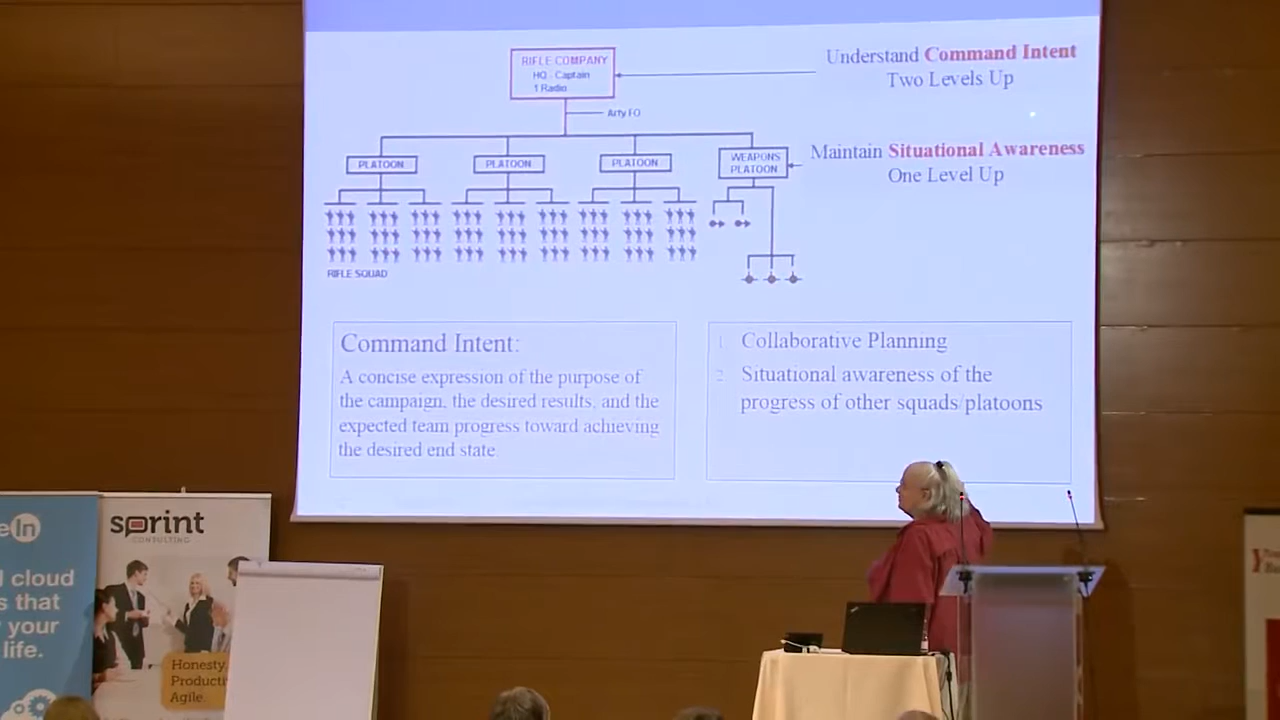 RIFLE COMPANY
HQ - Captain
1 Radio
Arty FO
Understand Command Intent
Two Levels Up
PLATOON
PLATOON
PLATOON
WEAPONS
PLATOON
Maintain Situational Awareness
One Level Up
RIFLE SQUAD
Command Intent:
A concise expression of the purpose of
the campaign, the desired results, and the
expected team progress toward achieving
the desired end state.
1. Collaborative Planning
2. Situational awareness of the
progress of other squads/platoons
eIn
cloud
s that
your
life.
sprint
CONSULTING
Honesty.
Producti
Agile.